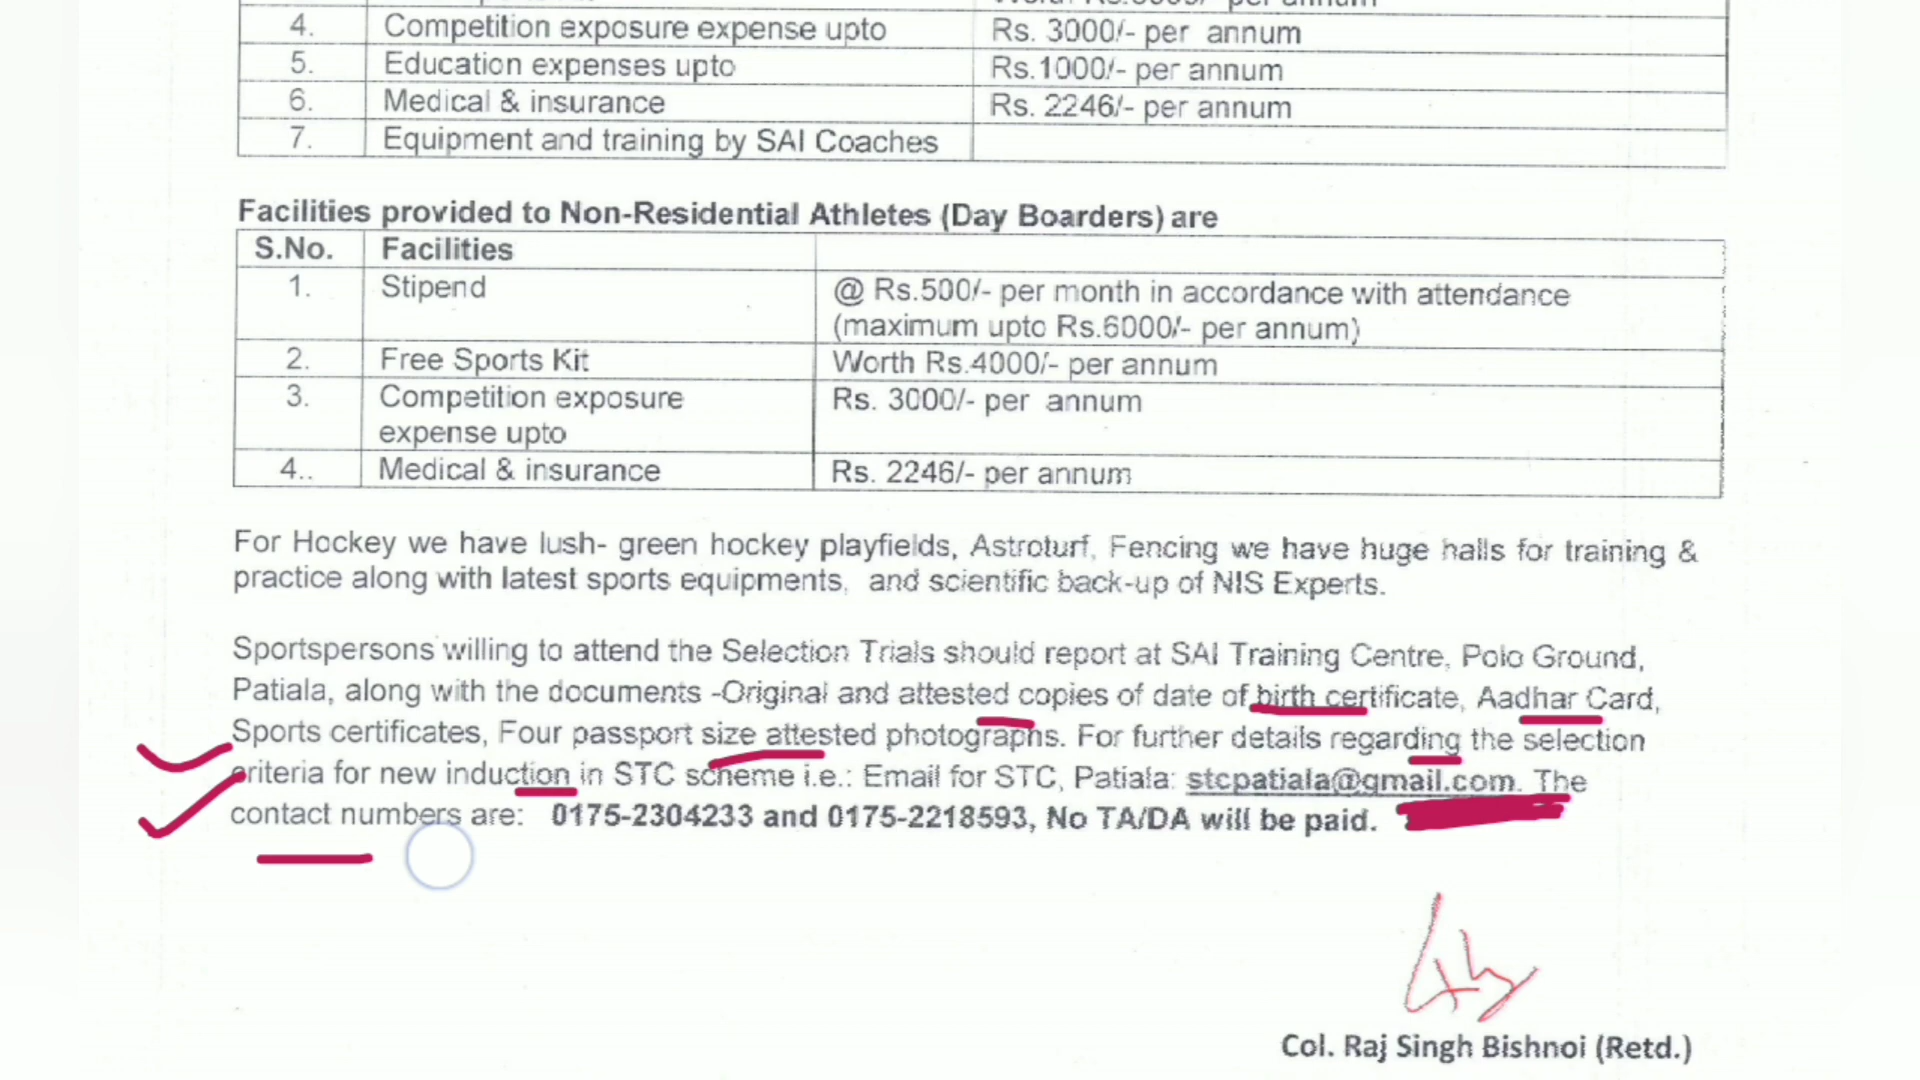 4. Competition exposure expense upto Rs. 3000/- per annum
5. Education expenses upto Rs.1000/- per annum
6. Medical & insurance Rs. 2246/- per annum
7. Equipment and training by SAI Coaches
Facilities provided to Non-Residential Athletes (Day Boarders) are
S.No. Facilities
1. Stipend @ Rs.500/- per month in accordance with attendance
(maximum upto Rs.6000/- per annum)
2. Free Sports Kit Worth Rs.4000/- per annum
3. Competition exposure Rs. 3000/- per annum
expense upto
4.. Medical & insurance Rs. 2246/- per annum
For Hockey we have lush- green hockey playfields, Astroturf, Fencing we have huge halls for training &
practice along with latest sports equipments, and scientific back-up of NIS Experts.
Sportspersons willing to attend the Selection Trials should report at SAI Training Centre, Polo Ground,
Patiala, along with the documents -Original and attested copies of date of birth certificate, Aadhar Card,
Sports certificates, Four passport size attested photographs. For further details regarding the selection
criteria for new induction in STC scheme i.e.: Email for STC, Patiala: stcpatiala@gmail.com. The
contact numbers are: 0175-2304233 and 0175-2218593, No TA/DA will be paid.
Col. Raj Singh Bishnoi (Retd.)